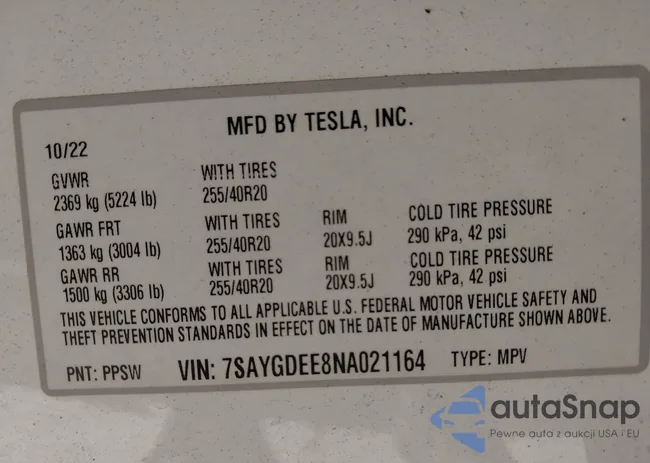 MFD BY TESLA, INC.
10/22
GVWR WITH TIRES
2369 kg (5224 lb) 255/40R20
GAWR FRT WITH TIRES RIM COLD TIRE PRESSURE
1363 kg (3004 lb) 255/40R20 20X9.5J 290 kPa, 42 psi
GAWR RR WITH TIRES RIM COLD TIRE PRESSURE
1500 kg (3306 lb) 255/40R20 20X9.5J 290 kPa, 42 psi
THIS VEHICLE CONFORMS TO ALL APPLICABLE U.S. FEDERAL MOTOR VEHICLE SAFETY AND
THEFT PREVENTION STANDARDS IN EFFECT ON THE DATE OF MANUFACTURE SHOWN ABOVE.
PNT: PPSW VIN: 7SAYGDEE8NA021164 TYPE: MPV
autaSnap
Pewne auta z aukcji USA i EU